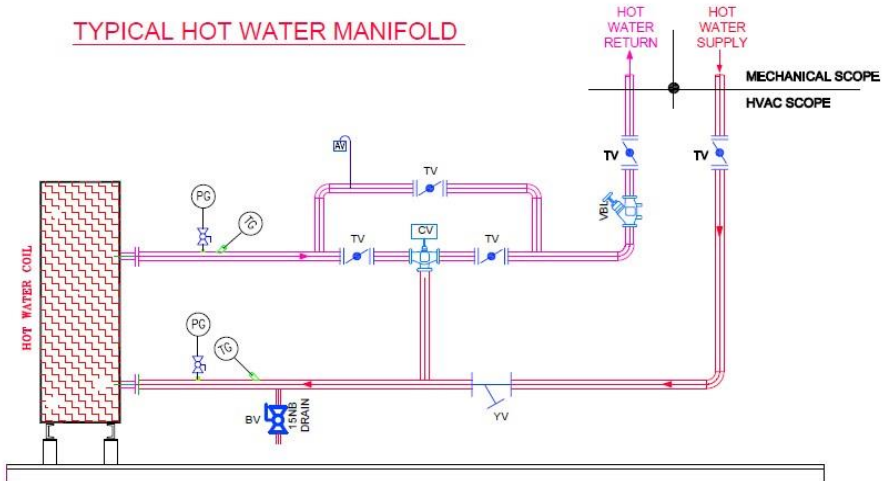 TYPICAL HOT WATER MANIFOLD
HOT
WATER
RETURN
HOT
WATER
SUPPLY
MECHANICAL SCOPE
HVAC SCOPE
TV
TV
AV
TV
PG
TG
VBL
CV
TV
TV
HOT WATER COIL
PG
TG
BV
15NB
DRAIN
YV